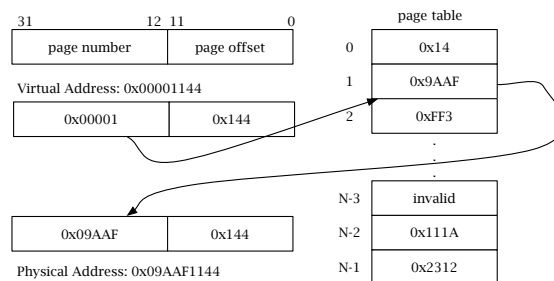 31 12 11 0
page number page offset
Virtual Address: 0x00001144
0x00001 0x144
0x09AAF 0x144
Physical Address: 0x09AAF1144
page table
0 0x14
1 0x9AAF
2 0xFF3
.
.
.
N-3 invalid
N-2 0x111A
N-1 0x2312